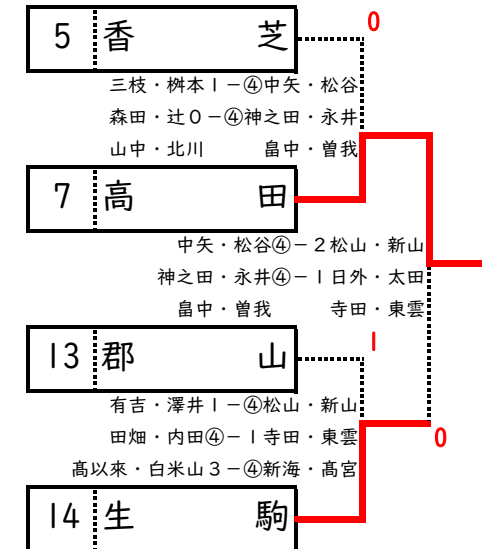 5 香 芝
0
三枝・桝本1－④中矢・松谷
森田・辻0－④神之田・永井
山中・北川 畠中・曽我
7 高 田
中矢・松谷④－2松山・新山
神之田・永井④－1日外・太田
畠中・曽我 寺田・東雲
13 郡 山
1
有吉・澤井1－④松山・新山
田畑・内田④－1寺田・東雲
0
髙以來・白米山3－④新海・髙宮
14 生 駒